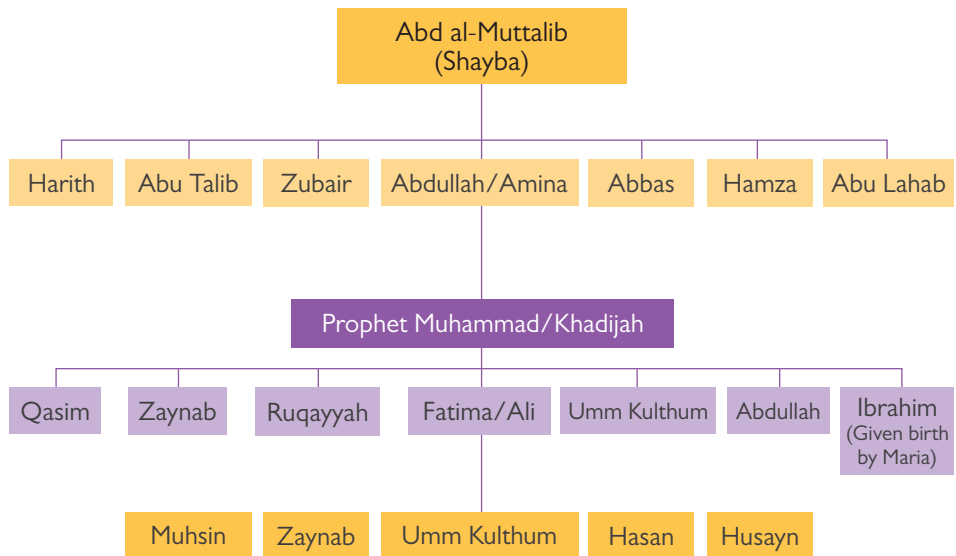 Abd al-Muttalib
(Shayba)
Harith
Abu Talib
Zubair
Abdullah/Amina
Abbas
Hamza
Abu Lahab
Prophet Muhammad/Khadijah
Qasim
Zaynab
Ruqayyah
Fatima/Ali
Umm Kulthum
Abdullah
Ibrahim
(Given birth
by Maria)
Muhsin
Zaynab
Umm Kulthum
Hasan
Husayn